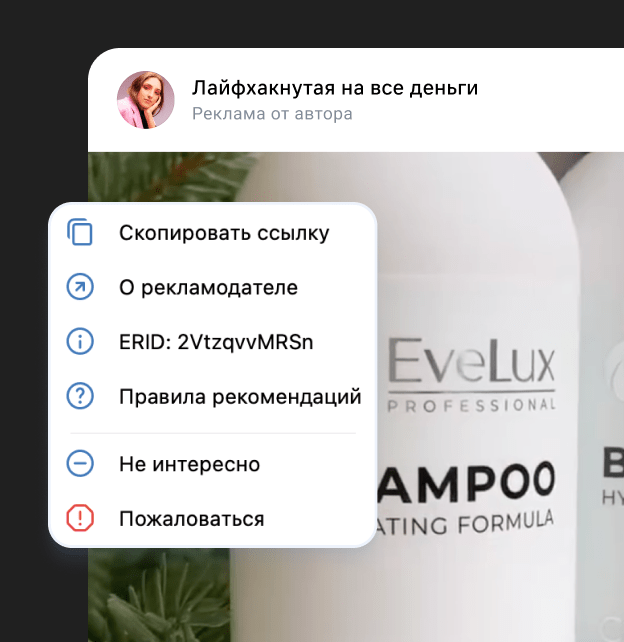 Лайфхакнутая на все деньги
Реклама от автора
Скопировать ссылку
О рекламодателе
ERID: 2VtzqvvMRSn
Правила рекомендаций
Не интересно
Пожаловаться
EveLux
PROFESSIONAL
AMPOO
ATING FORMULA
B
HY